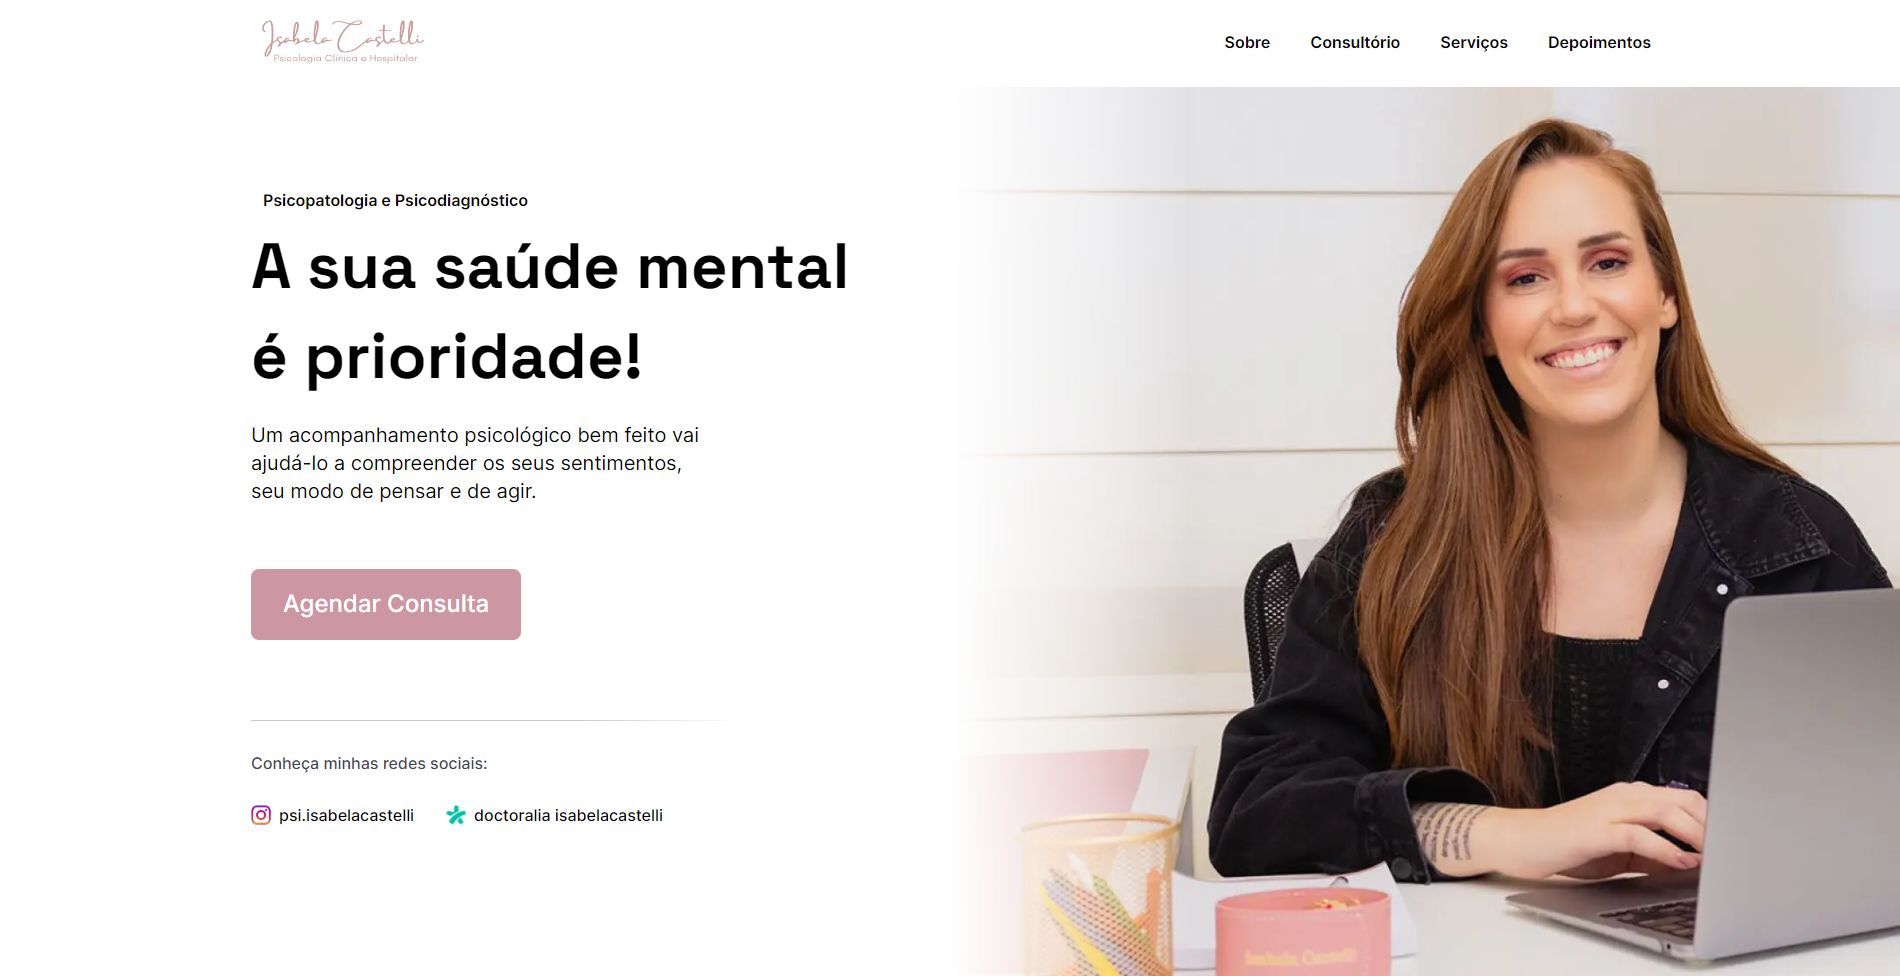 Isabela Castelli
Psicologia Clínica e Hospitalar
Sobre
Consultório
Serviços
Depoimentos
Psicopatologia e Psicodiagnóstico
A sua saúde mental
é prioridade!
Um acompanhamento psicológico bem feito vai
ajudá-lo a compreender os seus sentimentos,
seu modo de pensar e de agir.
Agendar Consulta
Conheça minhas redes sociais:
psi.isabelacastelli
doctoralia isabelacastelli
Isabela Castelli